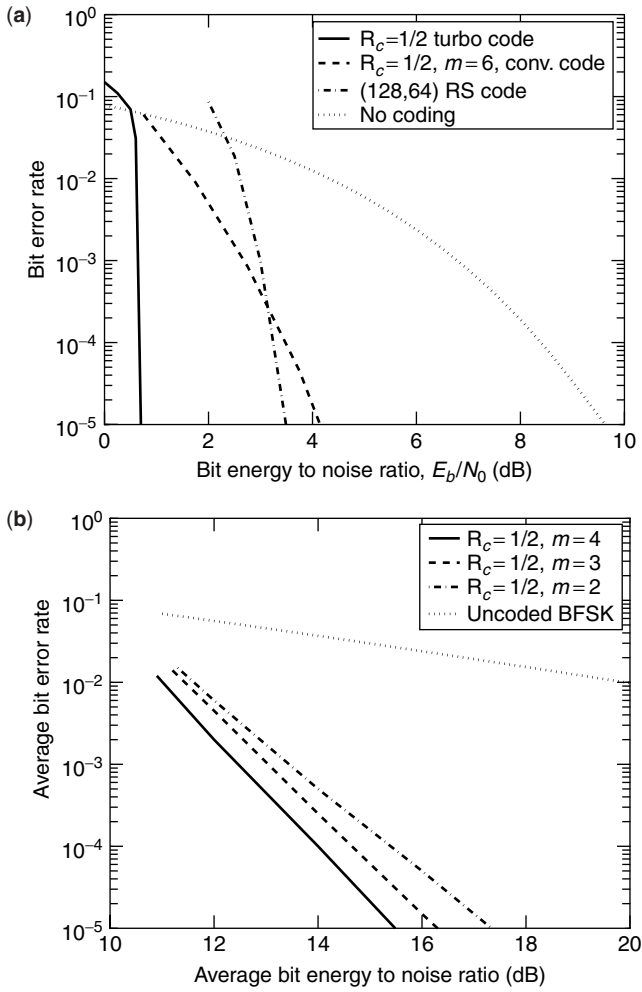 (a)
R_c=1/2 turbo code
R_c=1/2, m=6, conv. code
(128,64) RS code
No coding
10^0
10^−1
10^−2
10^−3
10^−4
10^−5
Bit error rate
0 2 4 6 8 10
Bit energy to noise ratio, E_b/N_0 (dB)
(b)
R_c=1/2, m=4
R_c=1/2, m=3
R_c=1/2, m=2
Uncoded BFSK
10^0
10^−1
10^−2
10^−3
10^−4
10^−5
Average bit error rate
10 12 14 16 18 20
Average bit energy to noise ratio (dB)